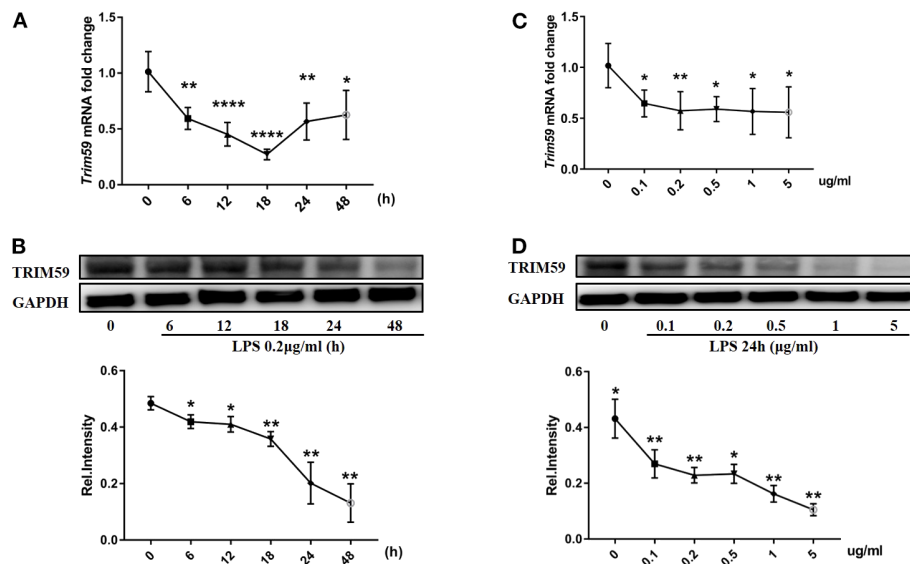 A
Trim59 mRNA fold change
1.5
1.0
0.5
0.0
** **** **** ** *
0 6 12 18 24 48 (h)
C
Trim59 mRNA fold change
1.5
1.0
0.5
0.0
* ** * * *
0 0.1 0.2 0.5 1 5 ug/ml
B
TRIM59
GAPDH
0 6 12 18 24 48
LPS 0.2μg/ml (h)
Rel.Intensity
0.6
0.4
0.2
0.0
* * ** ** **
0 6 12 18 24 48 (h)
D
TRIM59
GAPDH
0 0.1 0.2 0.5 1 5
LPS 24h (μg/ml)
Rel.Intensity
0.6
0.4
0.2
0.0
* ** ** * ** **
0 0.1 0.2 0.5 1 5 ug/ml